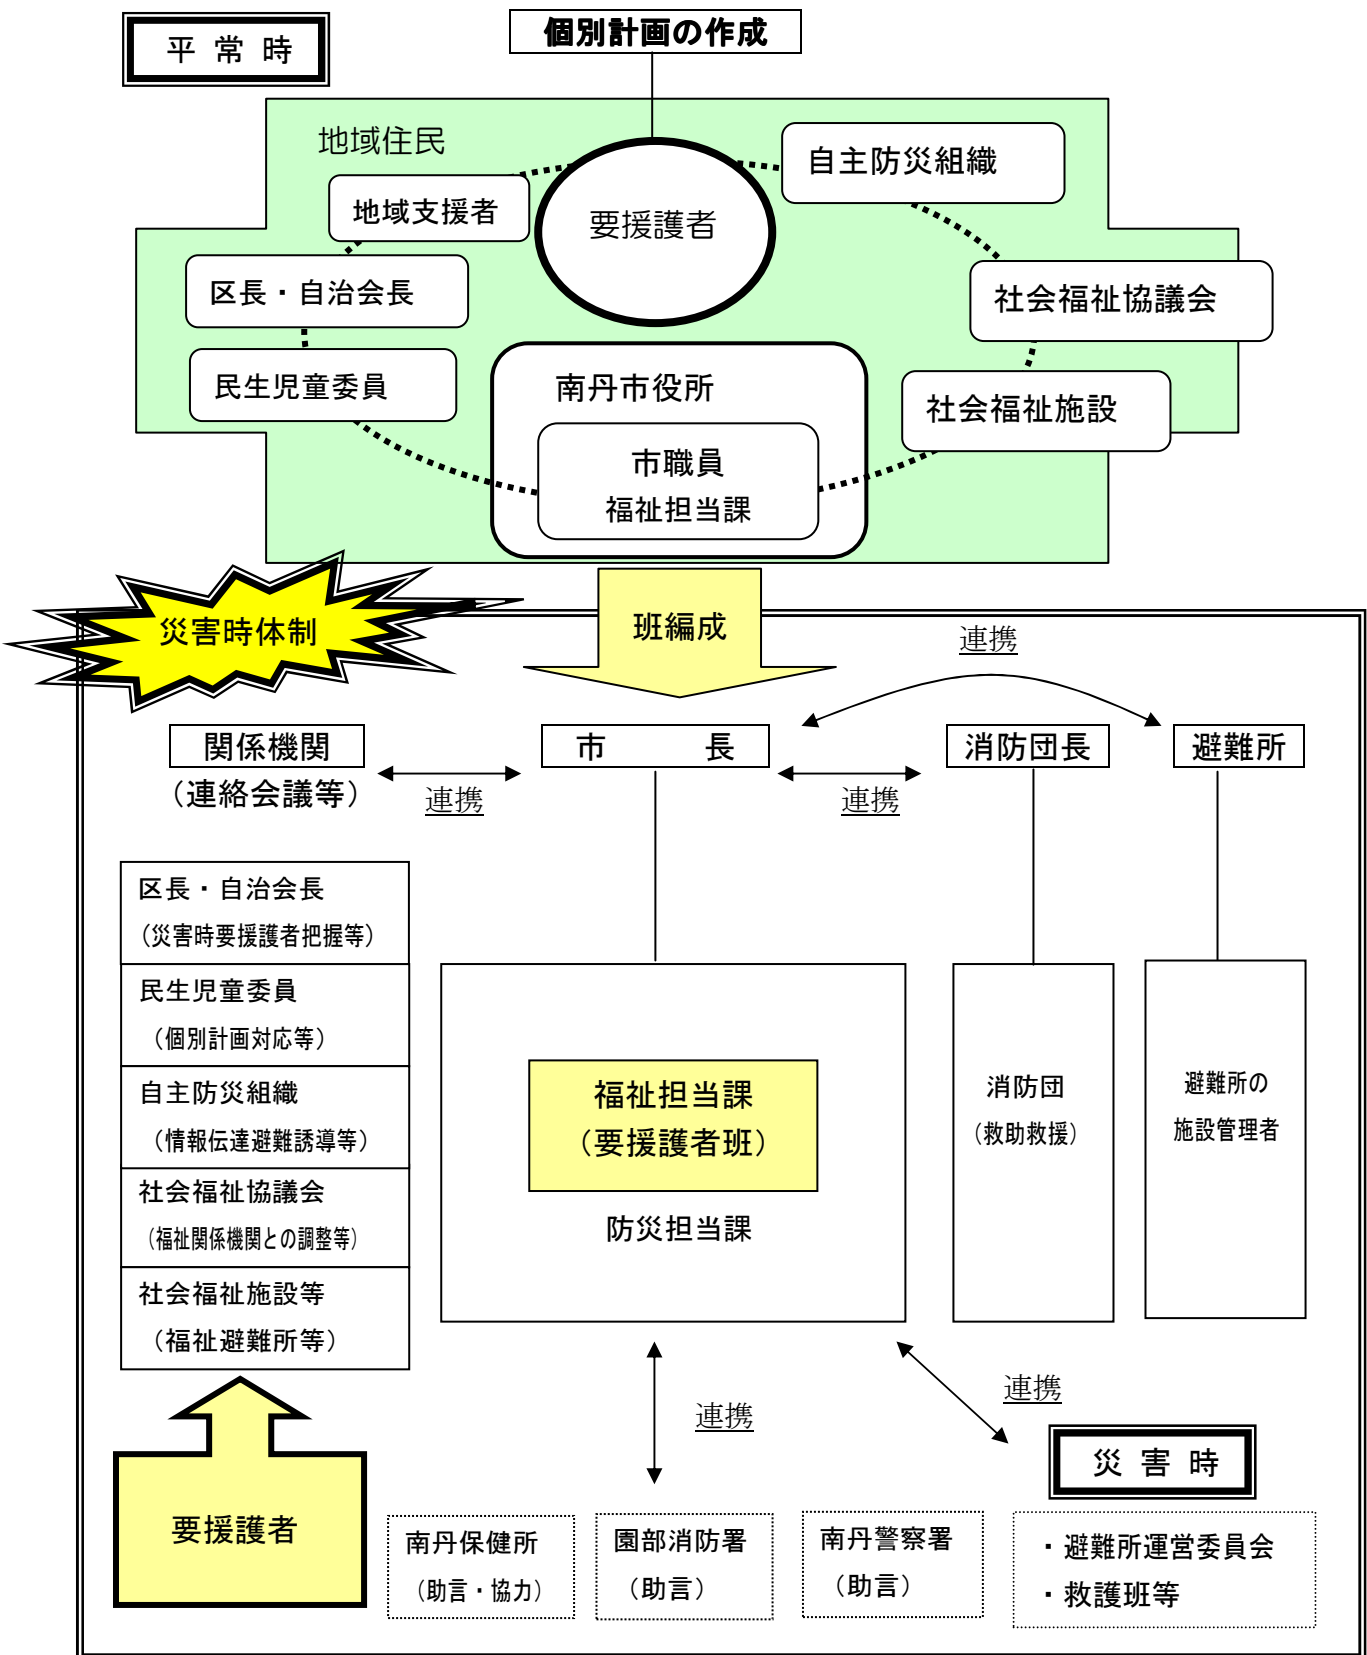 平 常 時
個別計画の作成
地域住民
自主防災組織
地域支援者
要援護者
区長・自治会長
社会福祉協議会
民生児童委員
南丹市役所
社会福祉施設
市職員
福祉担当課
災害時体制
班編成
連携
関係機関
(連絡会議等)
市 長
消防団長
避難所
連携
連携
区長・自治会長
(災害時要援護者把握等)
民生児童委員
(個別計画対応等)
自主防災組織
(情報伝達避難誘導等)
社会福祉協議会
(福祉関係機関との調整等)
社会福祉施設等
(福祉避難所等)
福祉担当課
(要援護者班)
防災担当課
消防団
(救助救援)
避難所の
施設管理者
連携
連携
災 害 時
要援護者
南丹保健所
(助言・協力)
園部消防署
(助言)
南丹警察署
(助言)
・避難所運営委員会
・救護班等